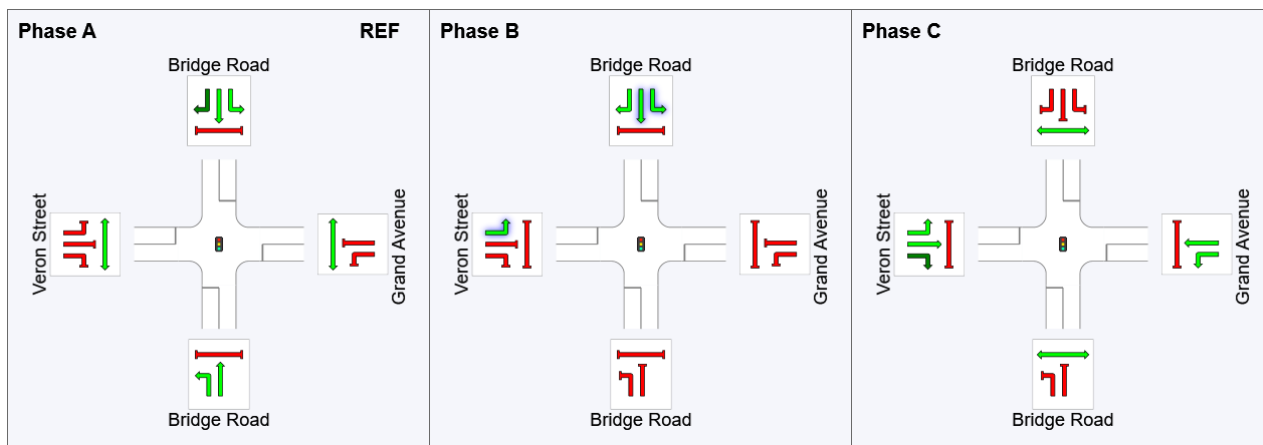 Phase A REF
Bridge Road
Veron Street
Grand Avenue
Bridge Road
Phase B
Bridge Road
Veron Street
Grand Avenue
Bridge Road
Phase C
Bridge Road
Veron Street
Grand Avenue
Bridge Road